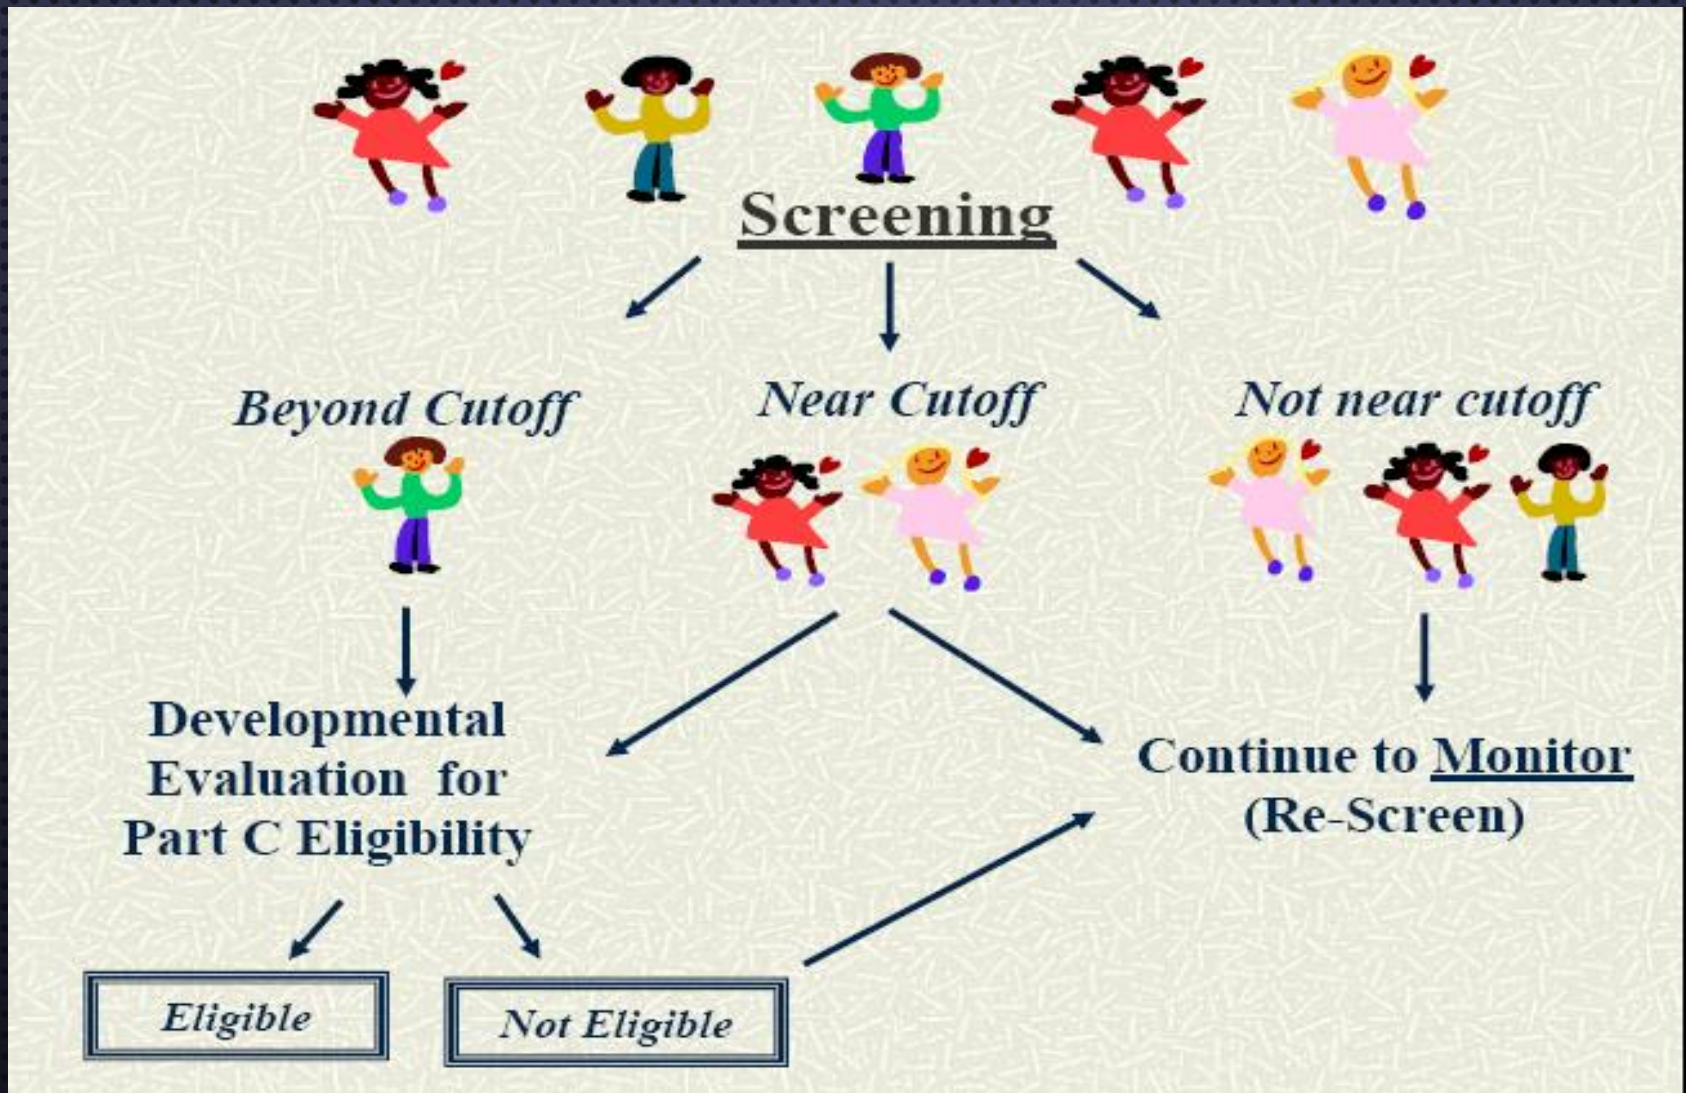 Screening
Beyond Cutoff
Near Cutoff
Not near cutoff
Developmental
Evaluation for
Part C Eligibility
Continue to Monitor
(Re-Screen)
Eligible
Not Eligible